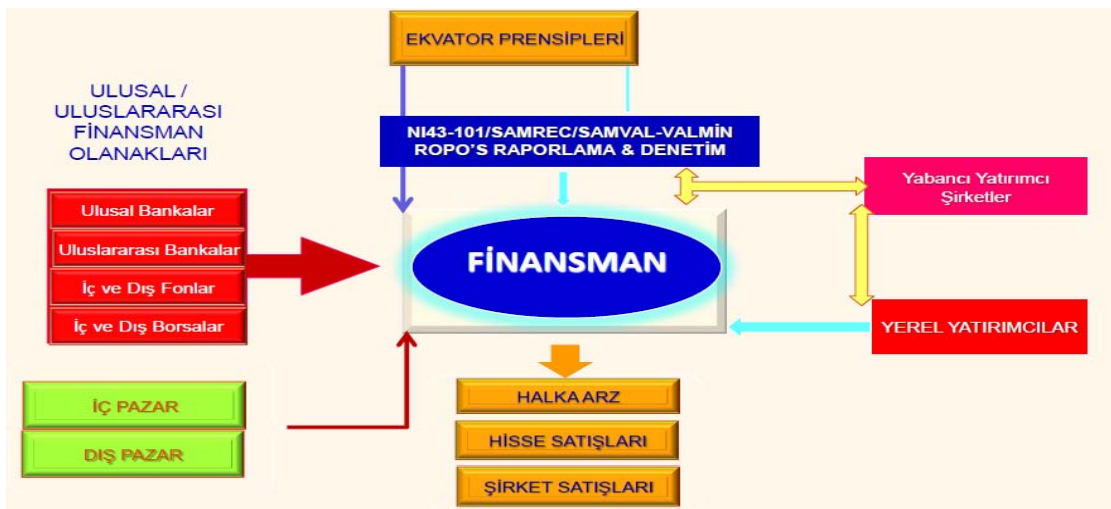 EKVATOR PRENSİPLERİ
ULUSAL /
ULUSLARARASI
FİNANSMAN
OLANAKLARI
NI43-101/SAMREC/SAMVAL-VALMİN
ROPO'S RAPORLAMA & DENETİM
Yabancı Yatırımcı
Şirketler
Ulusal Bankalar
Uluslararası Bankalar
İç ve Dış Fonlar
İç ve Dış Borsalar
FİNANSMAN
YEREL YATIRIMCILAR
İÇ PAZAR
DIŞ PAZAR
HALKA ARZ
HİSSE SATIŞLARI
ŞİRKET SATIŞLARI